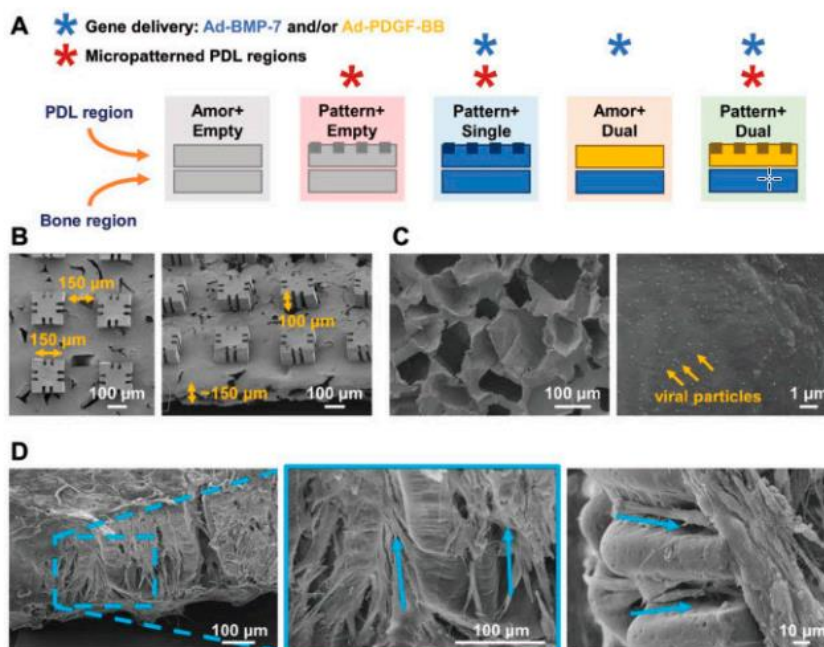 A
Gene delivery: Ad-BMP-7 and/or Ad-PDGF-BB
Micropatterned PDL regions
PDL region
Bone region
Amor+
Empty
Pattern+
Empty
Pattern+
Single
Amor+
Dual
Pattern+
Dual
B
150 µm
150 µm
100 µm
100 µm
~150 µm
100 µm
C
100 µm
viral particles
1 µm
D
100 µm
100 µm
10 µm